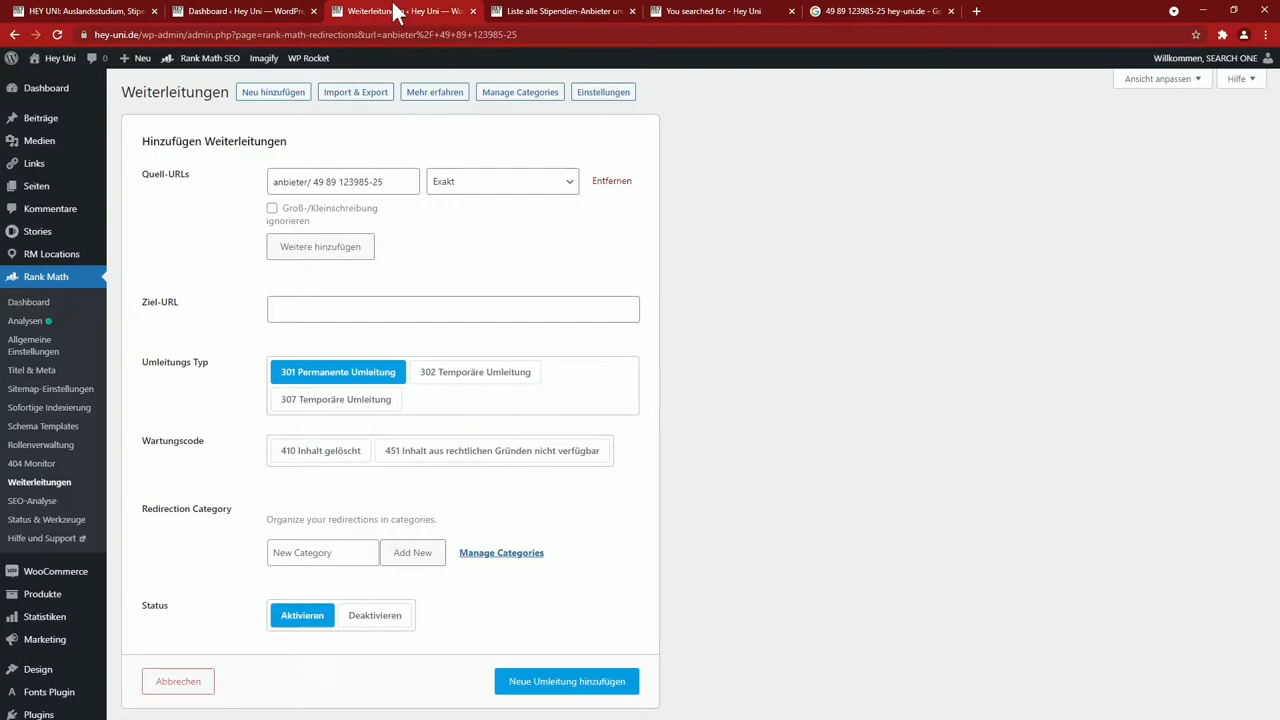 HEY UNI: Auslandsstudium, Stip
Dashboard ‹ Hey Uni — WordPre
Weiterleitun ‹ Hey Uni — Wo
Liste alle Stipendien-Anbieter un
You searched for - Hey Uni
49 89 123985-25 hey-uni.de - Go
hey-uni.de/wp-admin/admin.php?page=rank-math-redirections&url=anbieter%2F+49+89+123985-25
Hey Uni
0
Neu
Rank Math SEO
Imagify
WP Rocket
Willkommen, SEARCH ONE
Ansicht anpassen
Hilfe
Dashboard
Beiträge
Medien
Links
Seiten
Kommentare
Stories
RM Locations
Rank Math
Dashboard
Analysen
Allgemeine
Einstellungen
Titel & Meta
Sitemap-Einstellungen
Sofortige Indexierung
Schema Templates
Rollenverwaltung
404 Monitor
Weiterleitungen
SEO-Analyse
Status & Werkzeuge
Hilfe und Support
WooCommerce
Produkte
Statistiken
Marketing
Design
Fonts Plugin
Plugins
Weiterleitungen
Neu hinzufügen
Import & Export
Mehr erfahren
Manage Categories
Einstellungen
Hinzufügen Weiterleitungen
Quell-URLs
anbieter/ 49 89 123985-25
Exakt
Entfernen
Groß-/Kleinschreibung
ignorieren
Weitere hinzufügen
Ziel-URL
Umleitungs Typ
301 Permanente Umleitung
302 Temporäre Umleitung
307 Temporäre Umleitung
Wartungscode
410 Inhalt gelöscht
451 Inhalt aus rechtlichen Gründen nicht verfügbar
Redirection Category
Organize your redirections in categories.
New Category
Add New
Manage Categories
Status
Aktivieren
Deaktivieren
Abbrechen
Neue Umleitung hinzufügen